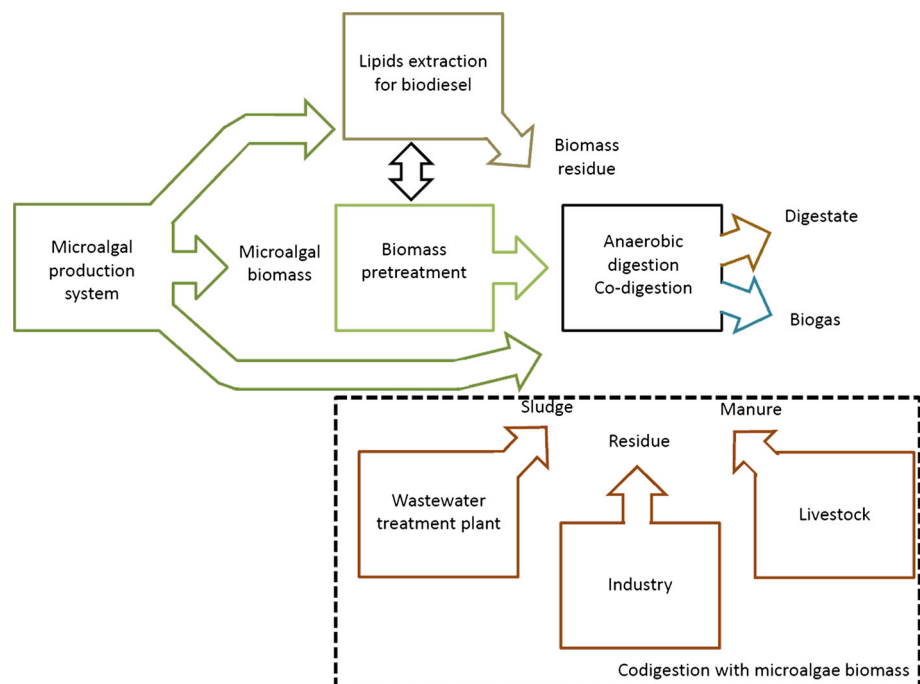 Lipids extraction
for biodiesel
Biomass
residue
Microalgal
production
system
Microalgal
biomass
Biomass
pretreatment
Anaerobic
digestion
Co-digestion
Digestate
Biogas
Sludge
Residue
Manure
Wastewater
treatment plant
Industry
Livestock
Codigestion with microalgae biomass